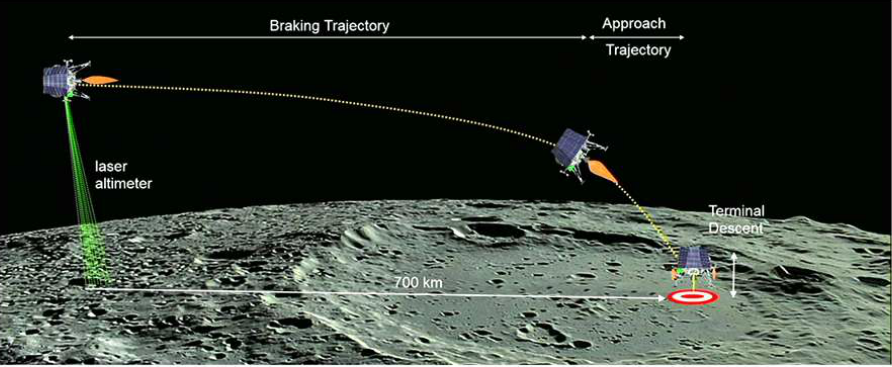 Braking Trajectory
Approach
Trajectory
laser
altimeter
Terminal
Descent
700 km